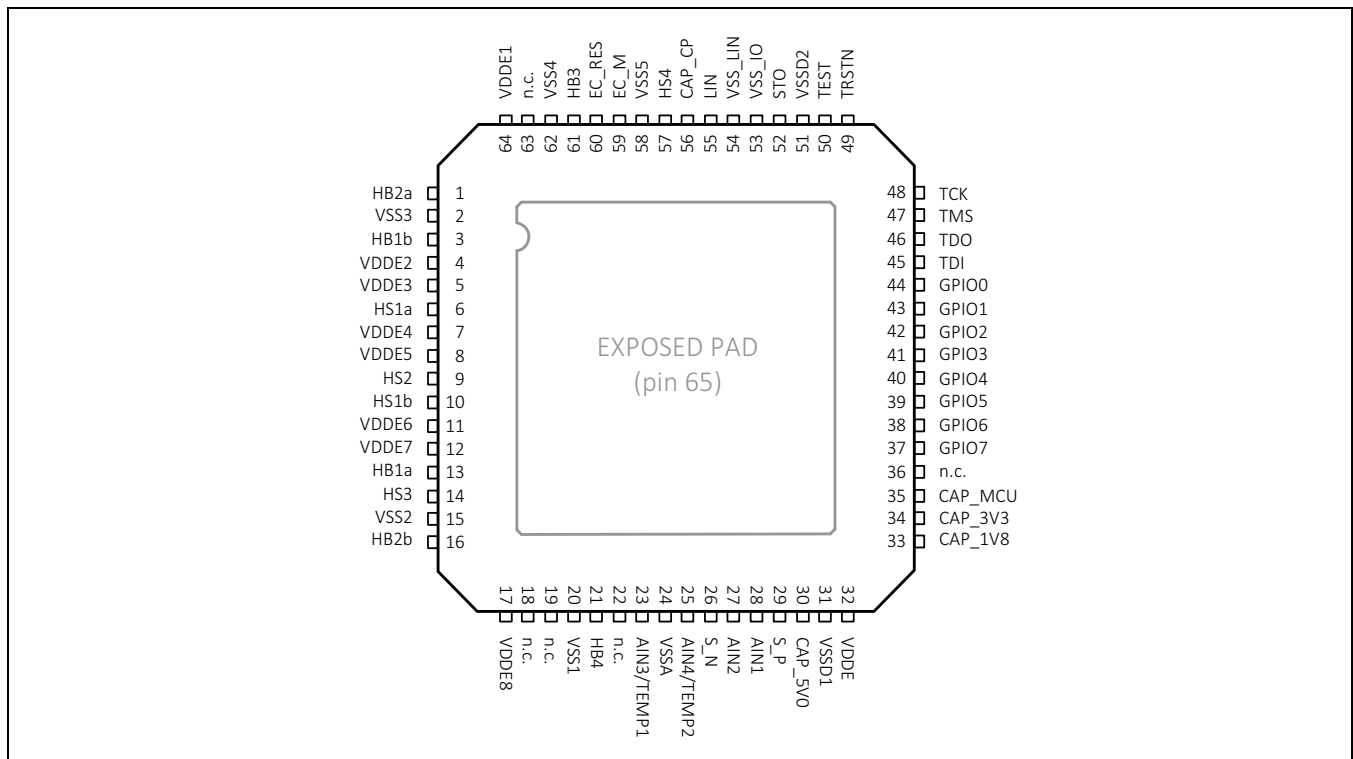 VDDE1
n.c.
VSS4
HB3
EC_RES
EC_M
VSS5
HS4
CAP_CP
LIN
VSS_LIN
VSS_IO
STO
VSSD2
TEST
TRSTN
64
63
62
61
60
59
58
57
56
55
54
53
52
51
50
49
HB2a 1
VSS3 2
HB1b 3
VDDE2 4
VDDE3 5
HS1a 6
VDDE4 7
VDDE5 8
HS2 9
HS1b 10
VDDE6 11
VDDE7 12
HB1a 13
HS3 14
VSS2 15
HB2b 16
EXPOSED PAD
(pin 65)
48 TCK
47 TMS
46 TDO
45 TDI
44 GPIO0
43 GPIO1
42 GPIO2
41 GPIO3
40 GPIO4
39 GPIO5
38 GPIO6
37 GPIO7
36 n.c.
35 CAP_MCU
34 CAP_3V3
33 CAP_1V8
17
18
19
20
21
22
23
24
25
26
27
28
29
30
31
32
VDDE8
n.c.
n.c.
VSS1
HB4
n.c.
AIN3/TEMP1
VSSA
AIN4/TEMP2
S_N
AIN2
AIN1
S_P
CAP_5V0
VSSD1
VDDE